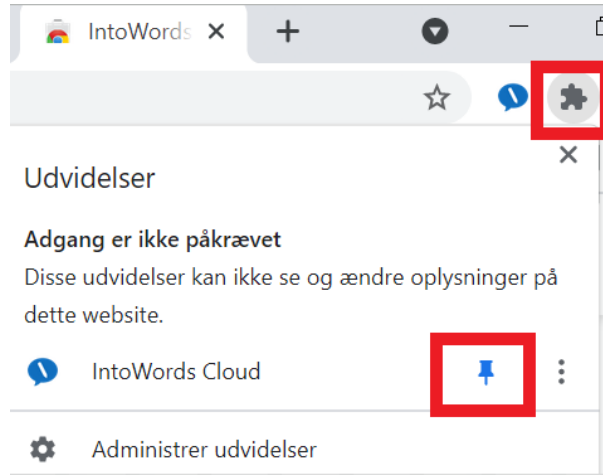 IntoWords
Udvidelser
Adgang er ikke påkrævet
Disse udvidelser kan ikke se og ændre oplysninger på
dette website.
IntoWords Cloud
Administrer udvidelser